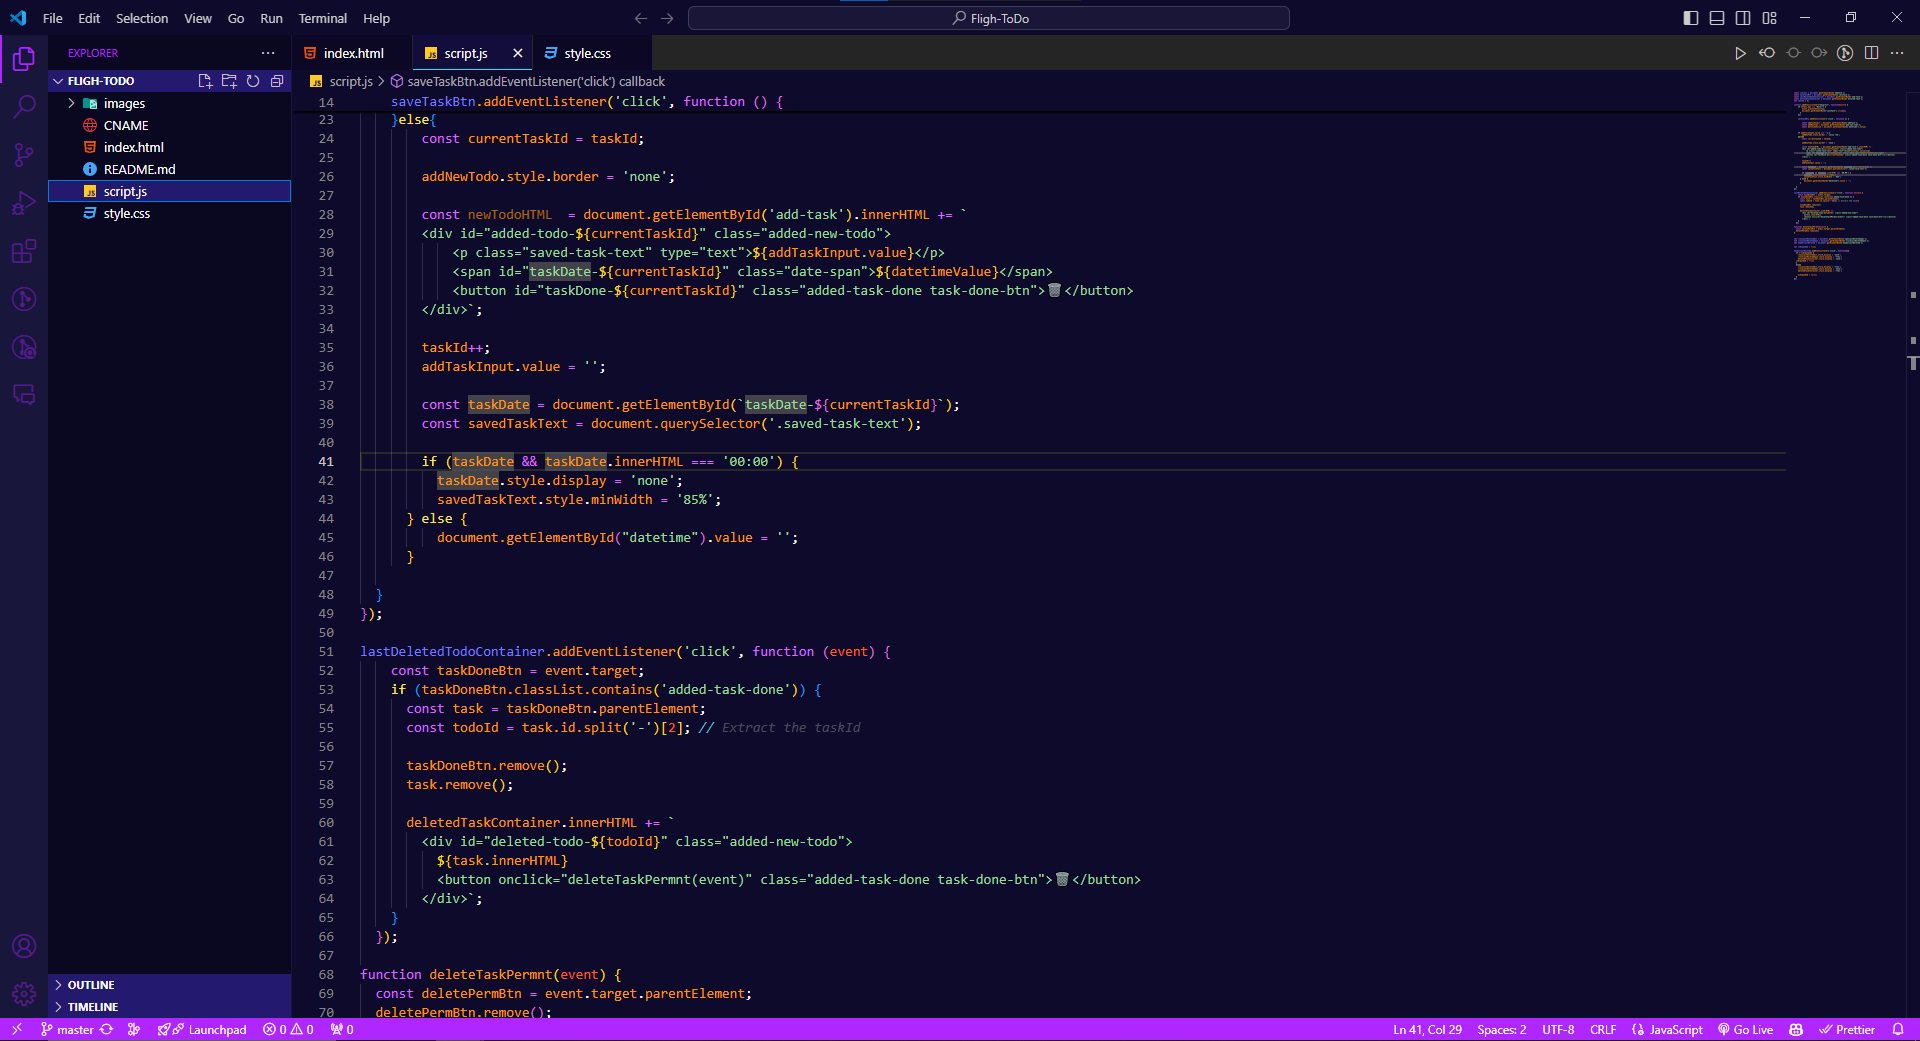 File Edit Selection View Go Run Terminal Help
Fligh-ToDo
EXPLORER
FLIGH-TODO
images
CNAME
index.html
README.md
script.js
style.css
OUTLINE
TIMELINE
index.html script.js style.css
script.js > saveTaskBtn.addEventListener('click') callback
14 saveTaskBtn.addEventListener('click', function () {
23 }else{
24 const currentTaskId = taskId;
25
26 addNewTodo.style.border = 'none';
27
28 const newTodoHTML  = document.getElementById('add-task').innerHTML += `
29 <div id="added-todo-${currentTaskId}" class="added-new-todo">
30 <p class="saved-task-text" type="text">${addTaskInput.value}</p>
31 <span id="taskDate-${currentTaskId}" class="date-span">${datetimeValue}</span>
32 <button id="taskDone-${currentTaskId}" class="added-task-done task-done-btn">🗑️</button>
33 </div>`;
34
35 taskId++;
36 addTaskInput.value = '';
37
38 const taskDate = document.getElementById(`taskDate-${currentTaskId}`);
39 const savedTaskText = document.querySelector('.saved-task-text');
40
41 if (taskDate && taskDate.innerHTML === '00:00') {
42 taskDate.style.display = 'none';
43 savedTaskText.style.minWidth = '85%';
44 } else {
45 document.getElementById("datetime").value = '';
46 }
47
48 }
49 });
50
51 lastDeletedTodoContainer.addEventListener('click', function (event) {
52 const taskDoneBtn = event.target;
53 if (taskDoneBtn.classList.contains('added-task-done')) {
54 const task = taskDoneBtn.parentElement;
55 const todoId = task.id.split('-')[2]; // Extract the taskId
56
57 taskDoneBtn.remove();
58 task.remove();
59
60 deletedTaskContainer.innerHTML += `
61 <div id="deleted-todo-${todoId}" class="added-new-todo">
62 ${task.innerHTML}
63 <button onclick="deleteTaskPermnt(event)" class="added-task-done task-done-btn">🗑️</button>
64 </div>`;
65 }
66 });
67
68 function deleteTaskPermnt(event) {
69 const deletePermBtn = event.target.parentElement;
70 deletePermBtn.remove();
master Launchpad 0 0 0 Ln 41, Col 29 Spaces: 2 UTF-8 CRLF JavaScript Go Live Prettier